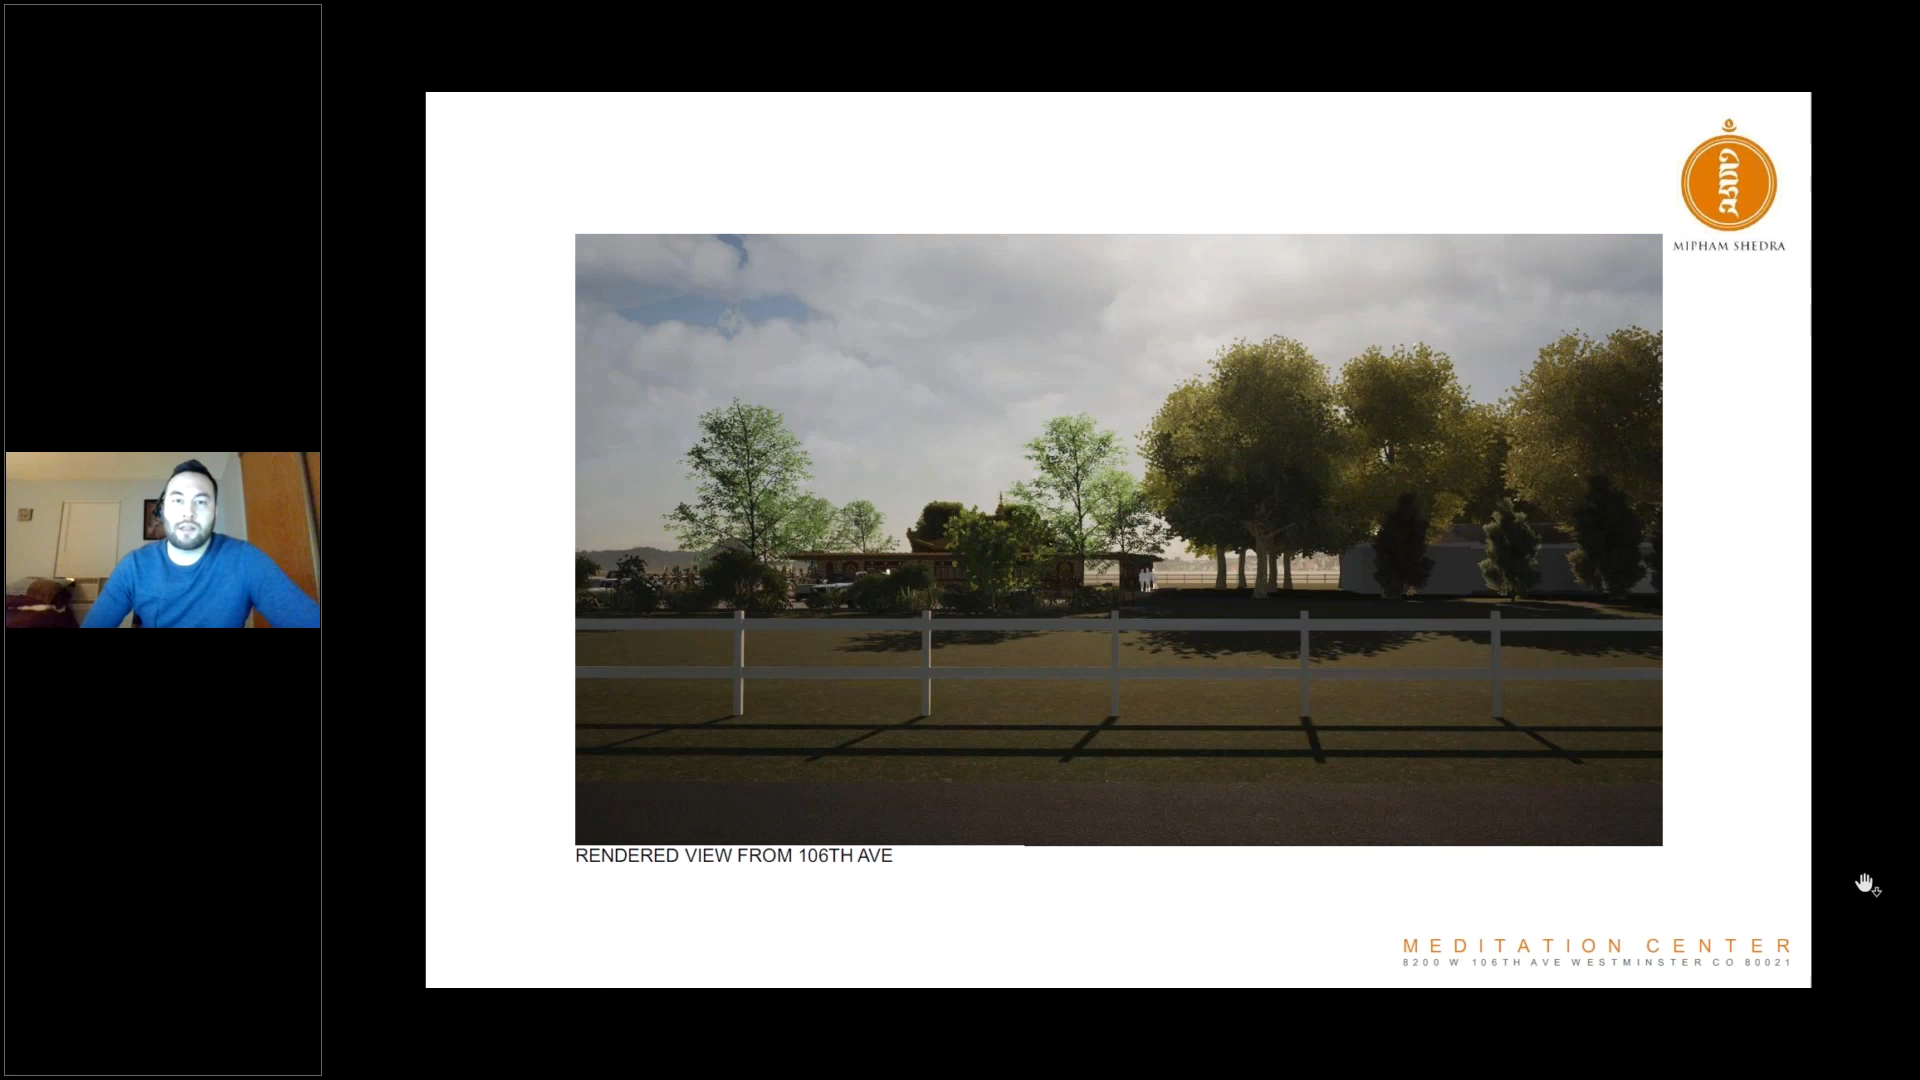 MIPHAM SHEDRA
RENDERED VIEW FROM 106TH AVE
MEDITATION CENTER
8200 W 106TH AVE WESTMINSTER CO 80021